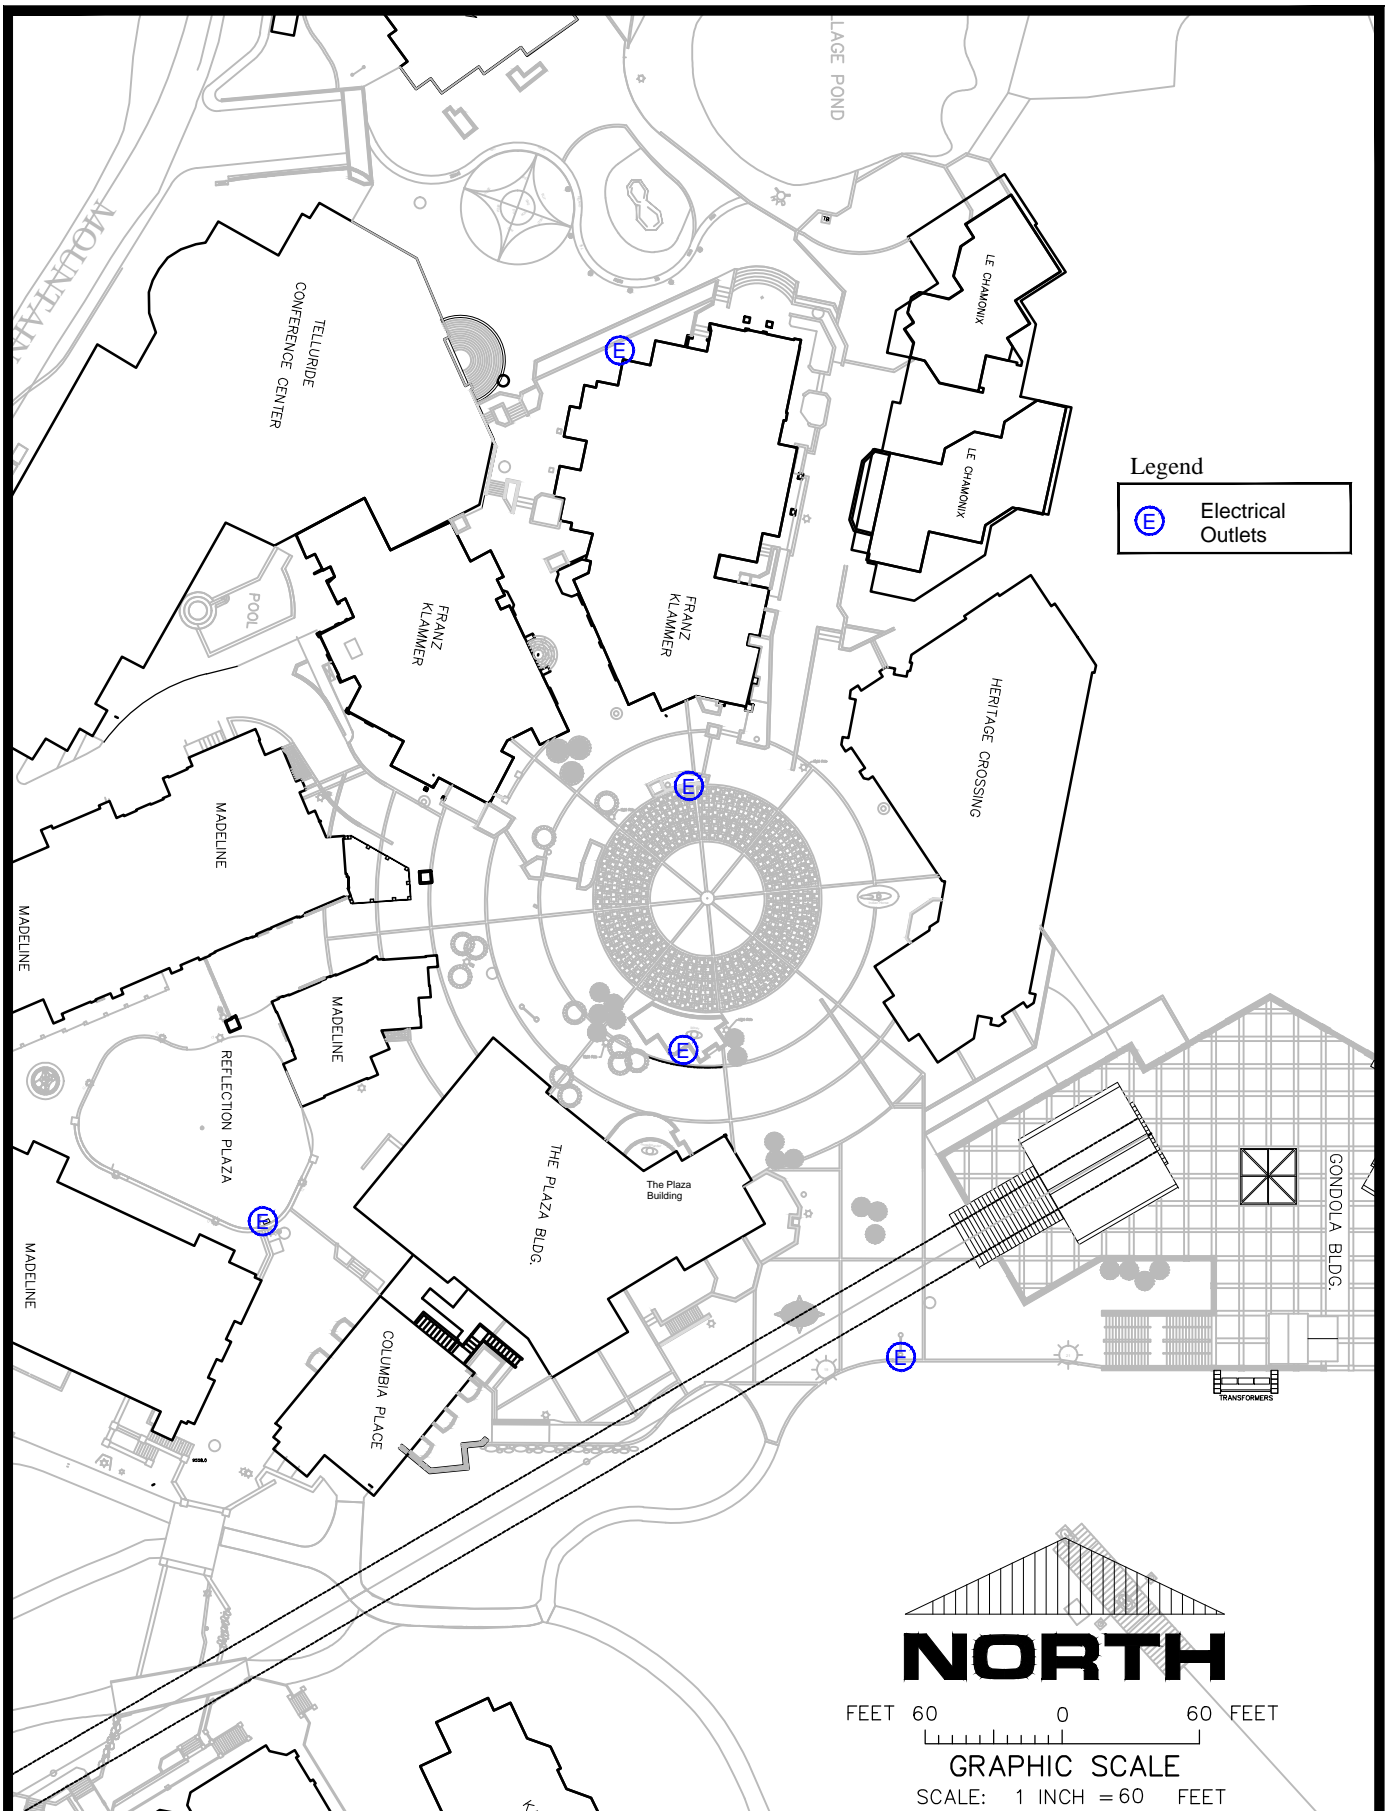 LAGE POND
MOUNTAIN
TR
LE CHAMONIX
TELLURIDE
CONFERENCE CENTER
E
LE CHAMONIX
Legend
E
Electrical
Outlets
POOL
FRANZ
KLAMMER
FRANZ
KLAMMER
HERITAGE CROSSING
E
MADELINE
MADELINE
MADELINE
E
REFLECTION PLAZA
THE PLAZA BLDG.
The Plaza
Building
GONDOLA BLDG.
E
MADELINE
COLUMBIA PLACE
E
TRANSFORMERS
NORTH
FEET 60 0 60 FEET
GRAPHIC SCALE
SCALE: 1 INCH = 60 FEET